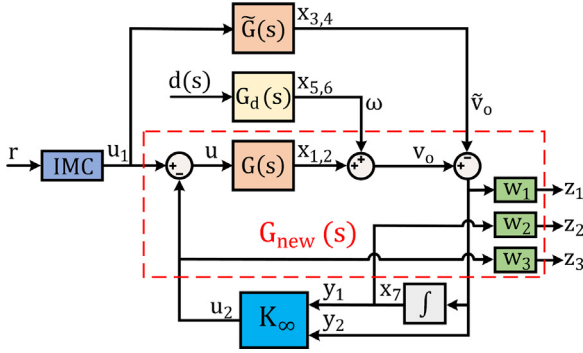 G̃(s) x3,4
d(s) Gd(s) x5,6 ω ṽo
r IMC u1 + − u G(s) x1,2 + + vo + −
w1 z1
Gnew (s) w2 z2
w3 z3
u2 K∞ y1 x7 ∫
y2